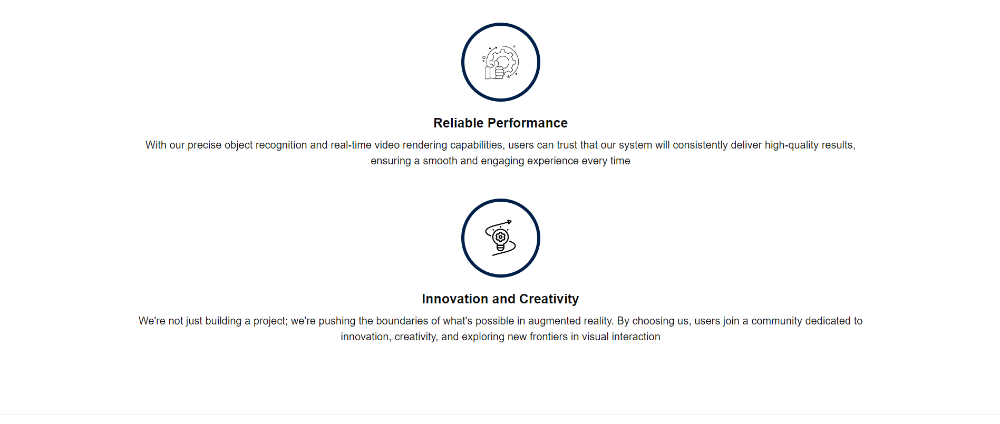 Reliable Performance
With our precise object recognition and real-time video rendering capabilities, users can trust that our system will consistently deliver high-quality results,
ensuring a smooth and engaging experience every time
Innovation and Creativity
We're not just building a project; we're pushing the boundaries of what's possible in augmented reality. By choosing us, users join a community dedicated to
innovation, creativity, and exploring new frontiers in visual interaction